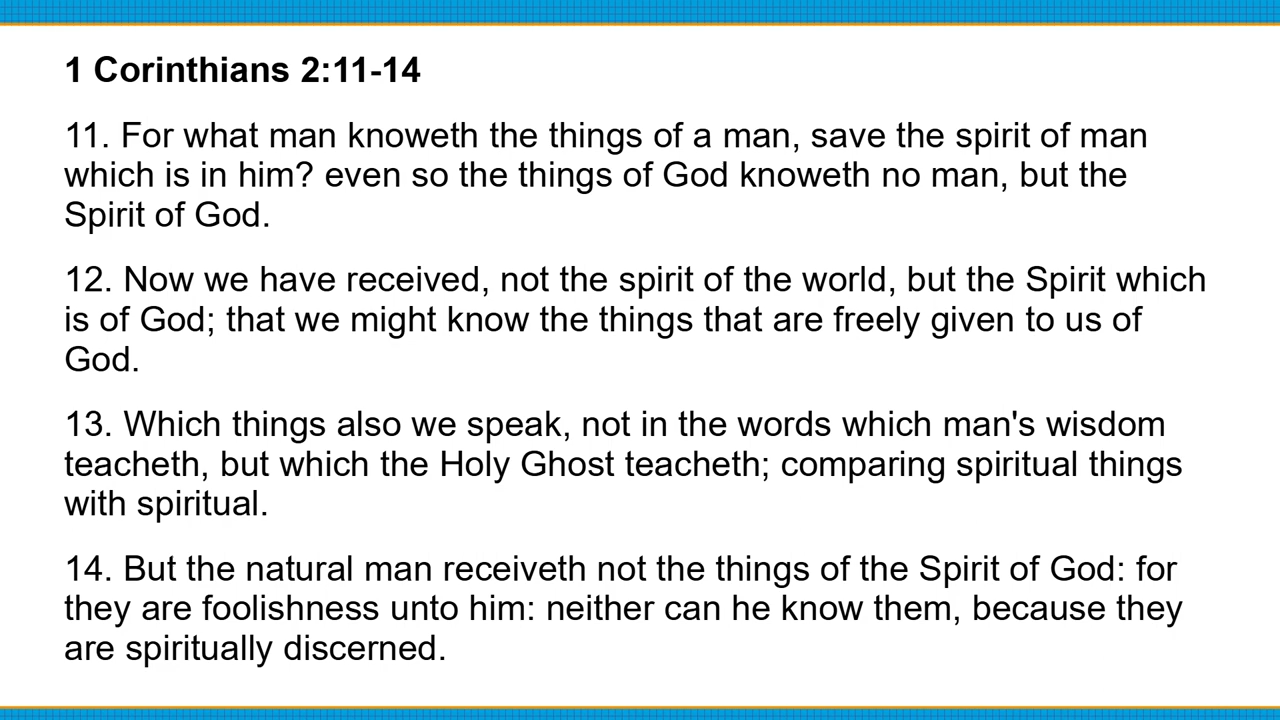 1 Corinthians 2:11-14
11. For what man knoweth the things of a man, save the spirit of man
which is in him? even so the things of God knoweth no man, but the
Spirit of God.
12. Now we have received, not the spirit of the world, but the Spirit which
is of God; that we might know the things that are freely given to us of
God.
13. Which things also we speak, not in the words which man's wisdom
teacheth, but which the Holy Ghost teacheth; comparing spiritual things
with spiritual.
14. But the natural man receiveth not the things of the Spirit of God: for
they are foolishness unto him: neither can he know them, because they
are spiritually discerned.